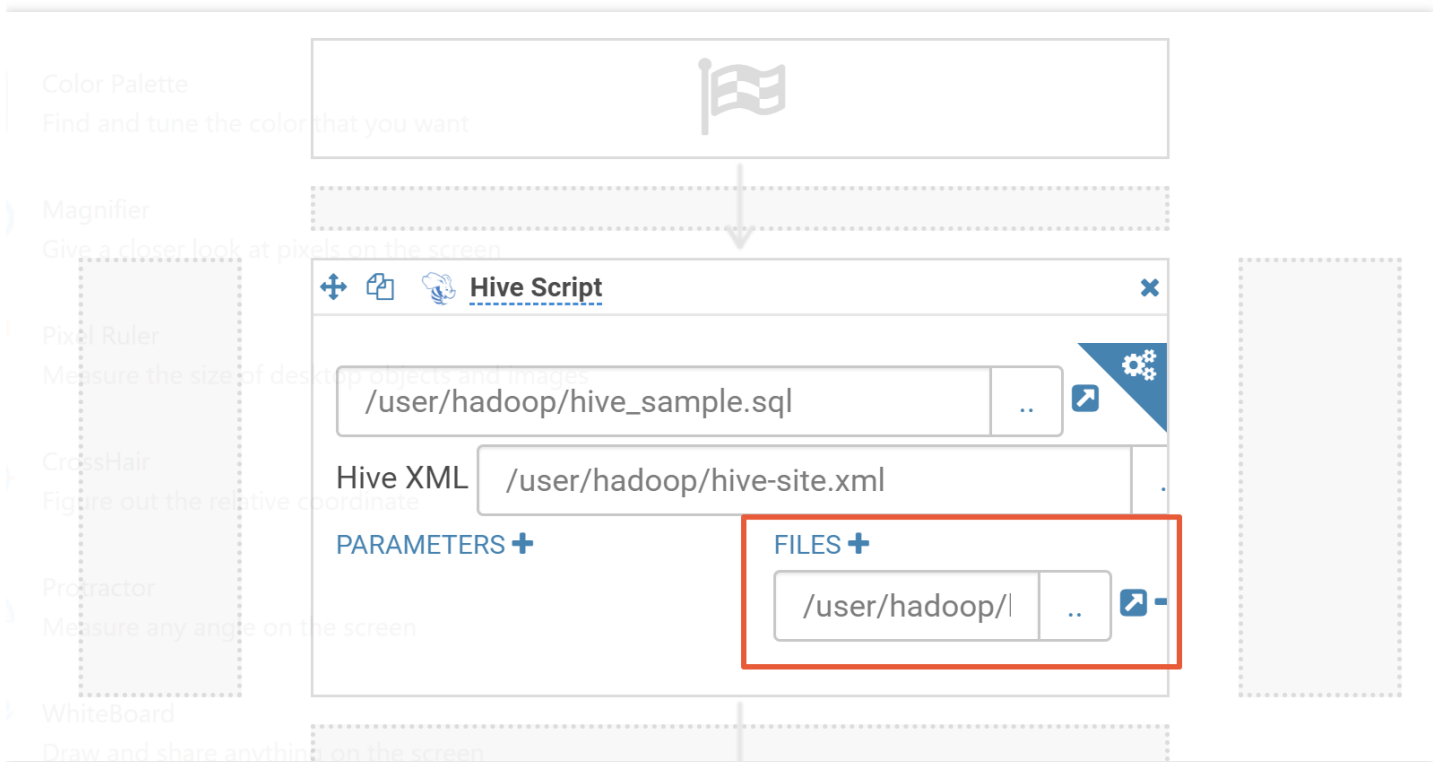 Color Palette
Find and tune the color that you want
Magnifier
Give a closer look at pixels on the screen
Hive Script
Pixel Ruler
Measure the size of desktop objects and images
/user/hadoop/hive_sample.sql ..
CrossHair
Hive XML /user/hadoop/hive-site.xml .
Figure out the relative coordinate
PARAMETERS FILES
Protractor
/user/hadoop/ ..
Measure any angle on the screen
WhiteBoard
Draw and share anything on the screen